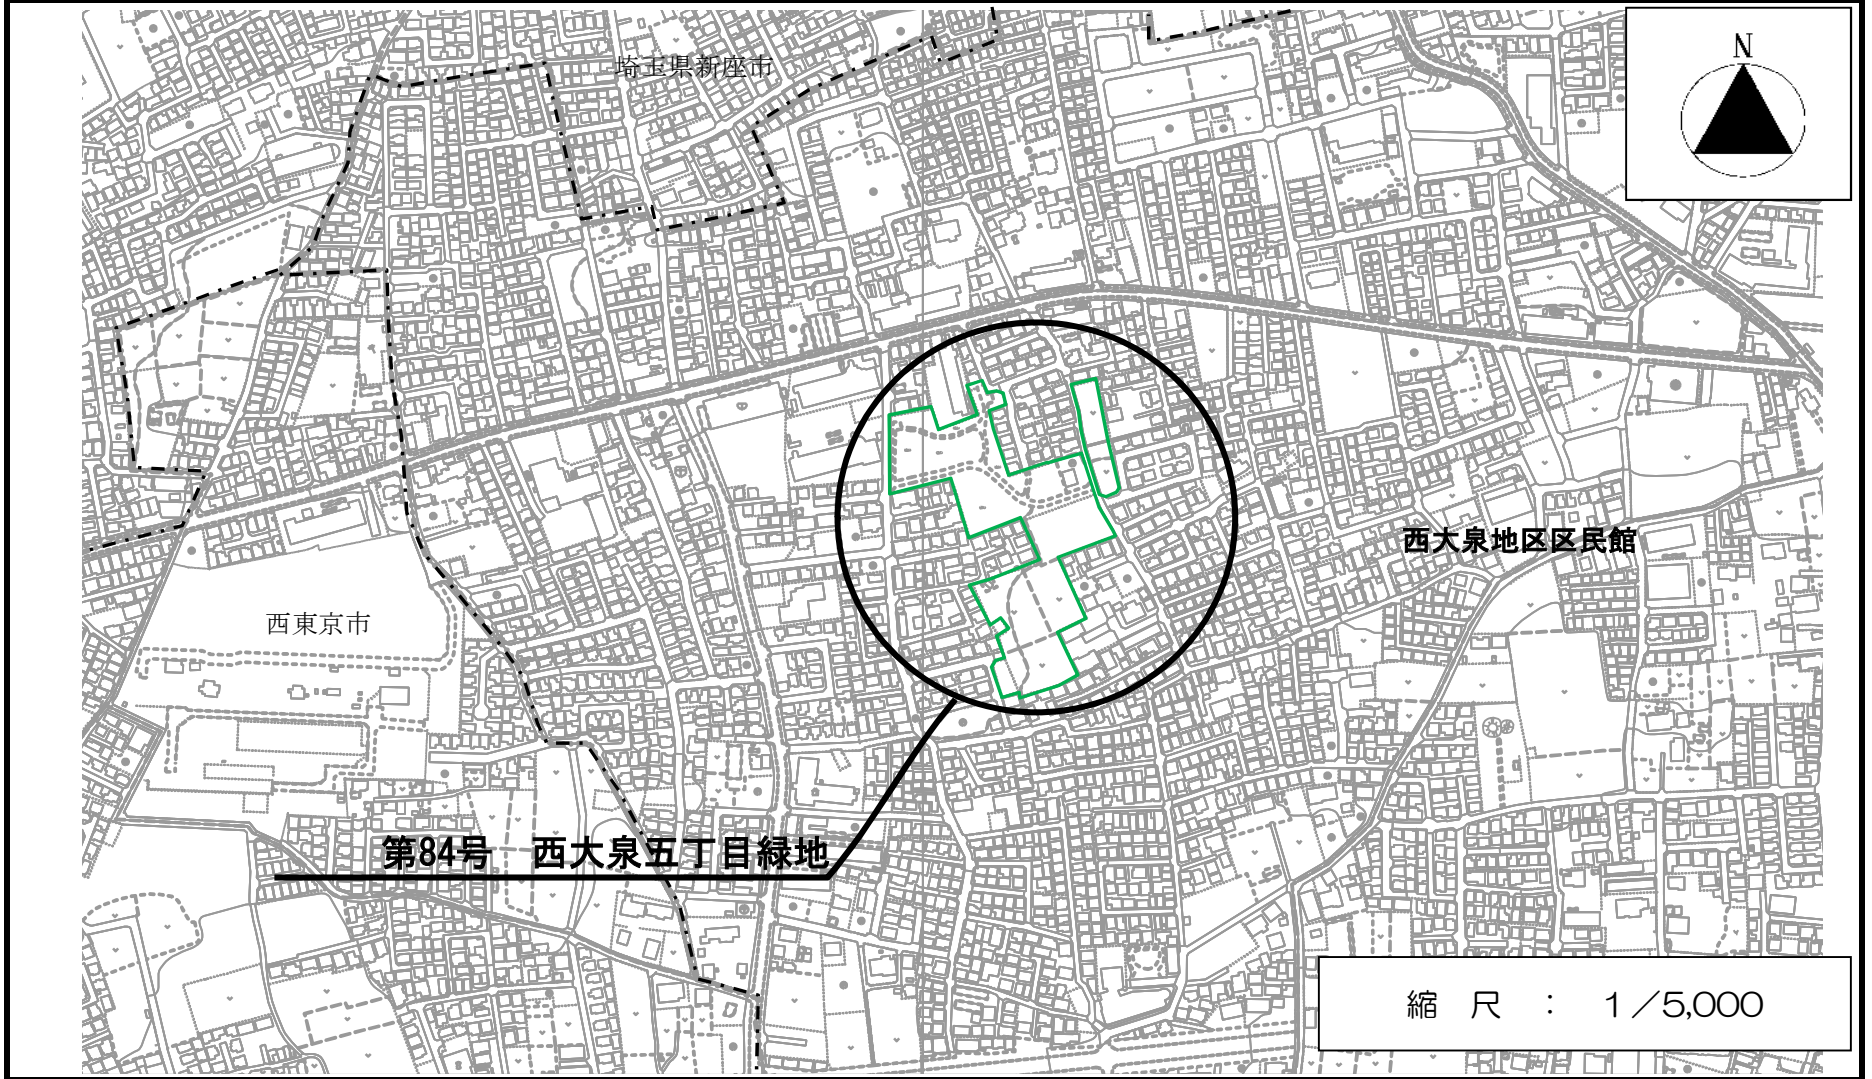 埼玉県新座市
N
西大泉地区区民館
西東京市
第84号　西大泉五丁目緑地
縮　尺　：　1／5,000